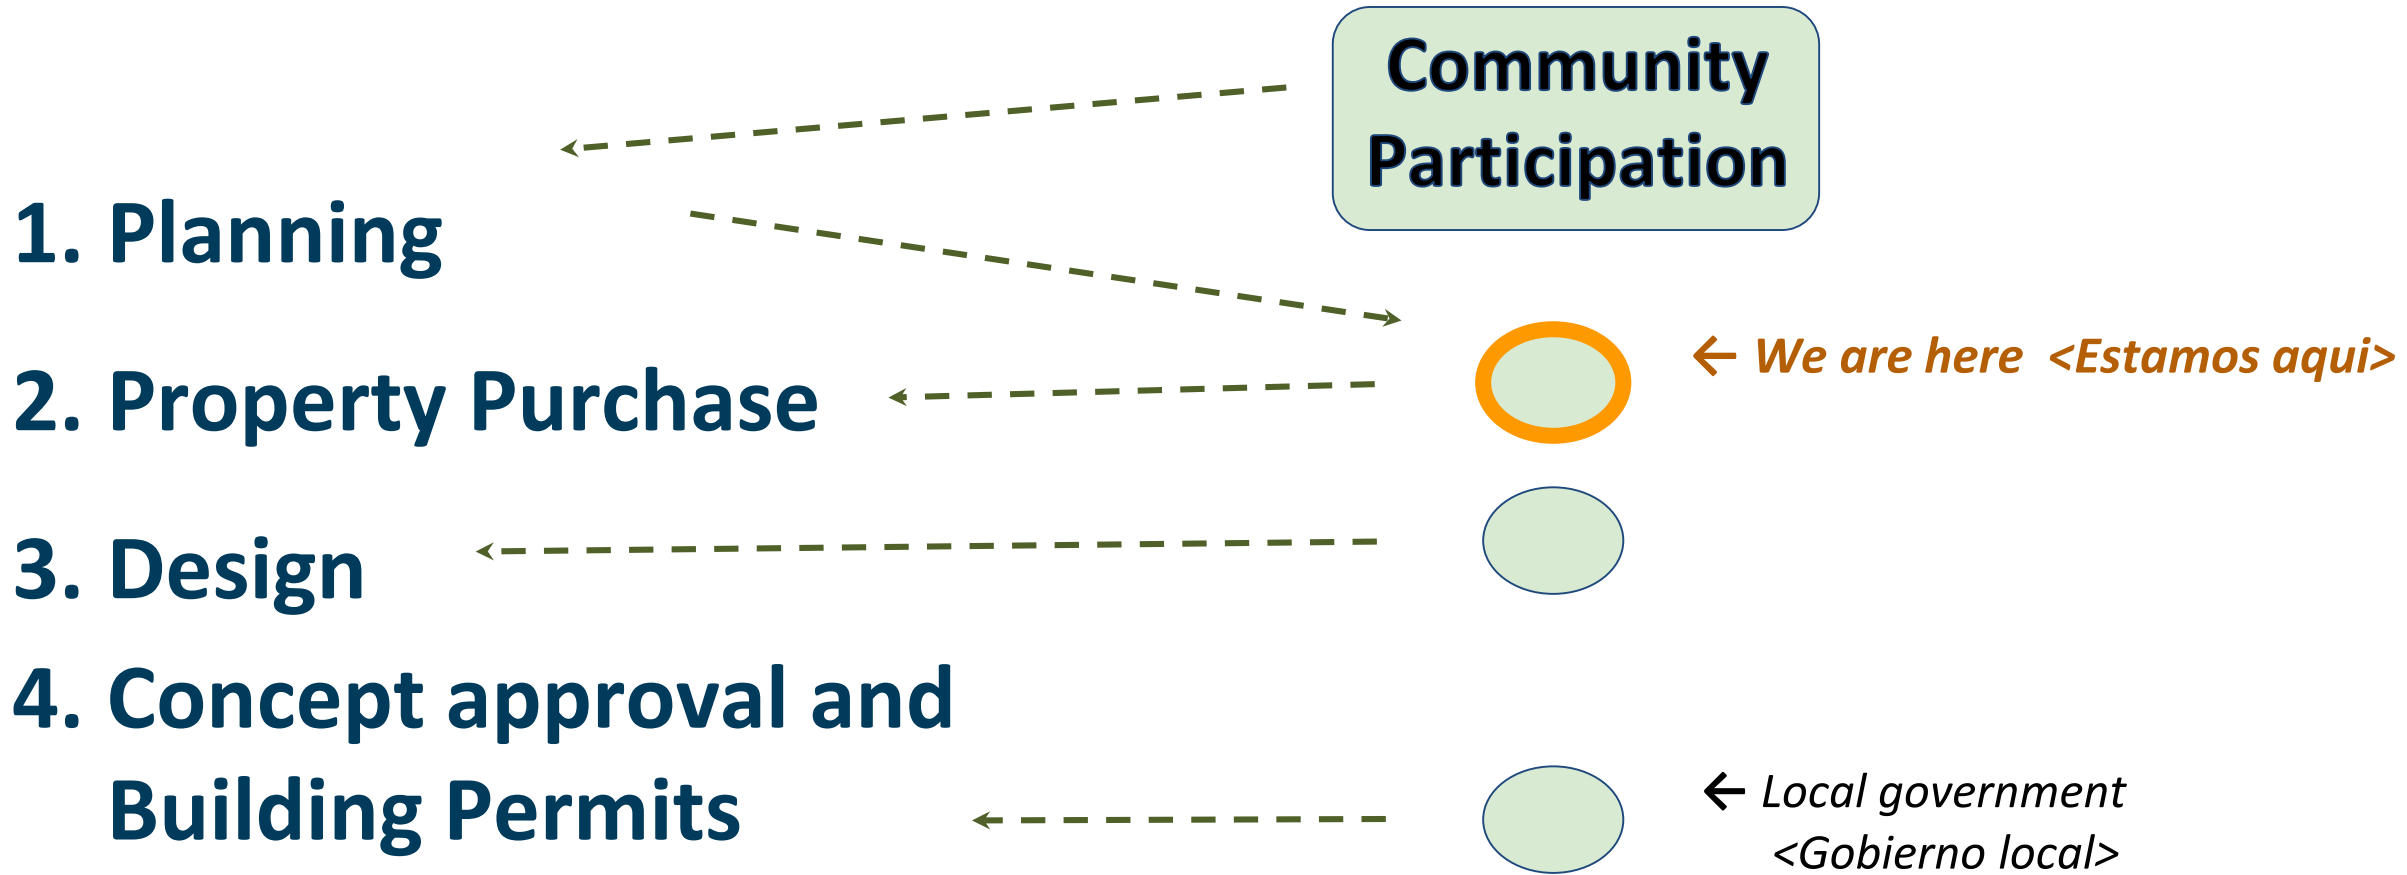 Community
Participation
1. Planning
← We are here <Estamos aqui>
2. Property Purchase
3. Design
4. Concept approval and
Building Permits
← Local government
<Gobierno local>